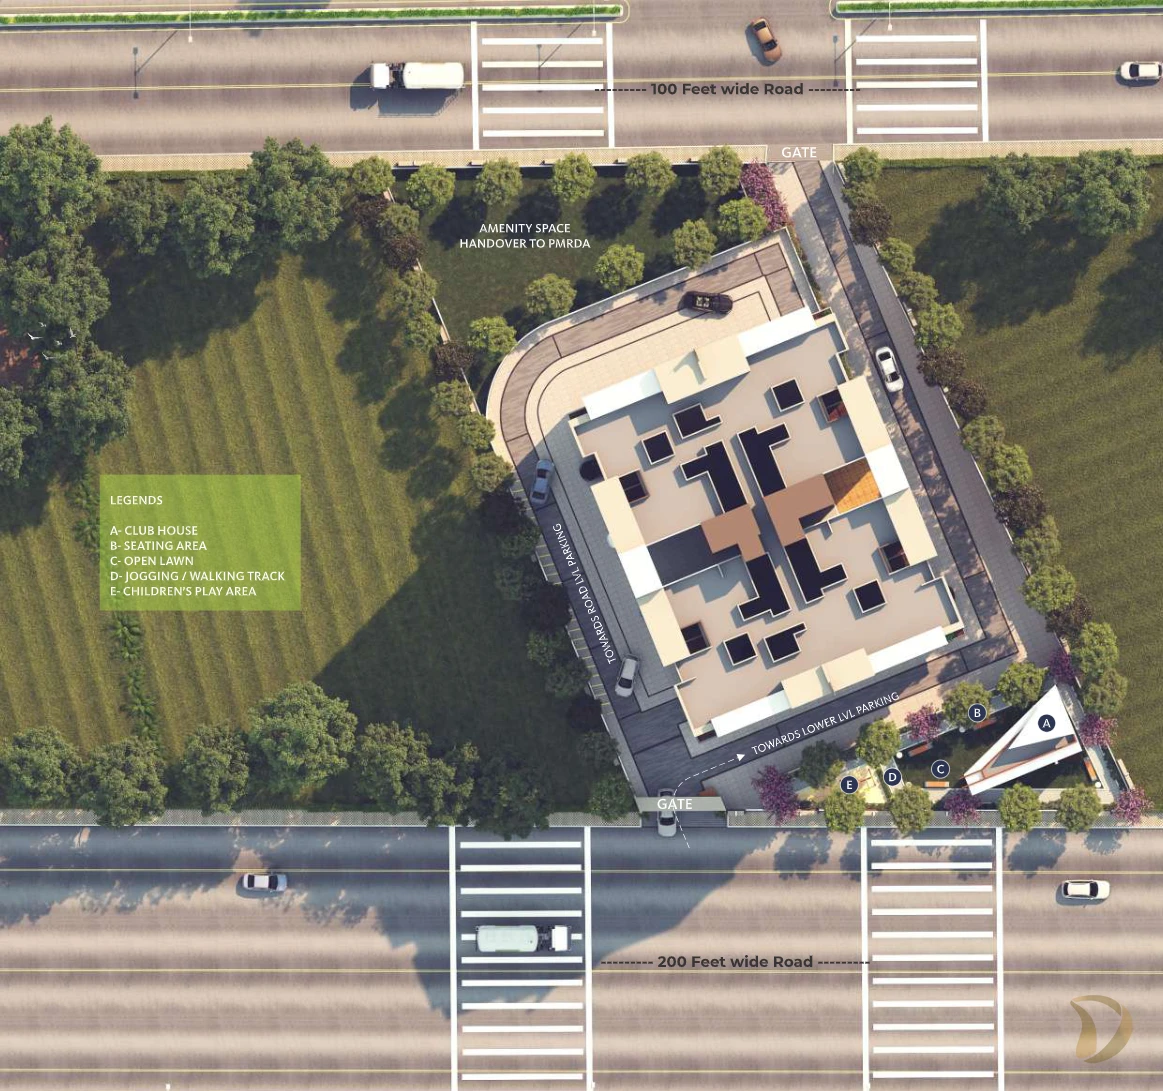 -------- 100 Feet wide Road --------
GATE
AMENITY SPACE
HANDOVER TO PMRDA
LEGENDS
A- CLUB HOUSE
B- SEATING AREA
C- OPEN LAWN
D- JOGGING / WALKING TRACK
E- CHILDREN'S PLAY AREA
TOWARDS ROAD LVL PARKING
TOWARDS LOWER LVL PARKING
B
A
C
D
E
GATE
-------- 200 Feet wide Road --------